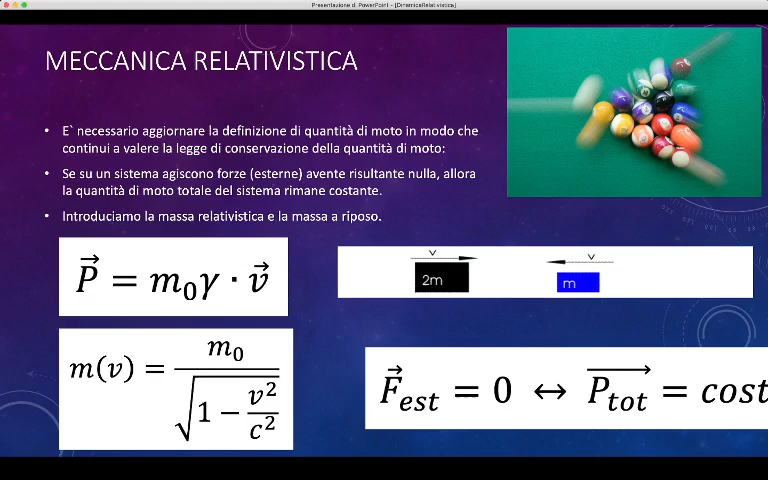 Presentazione di PowerPoint - [DinamicaRelativistica]
MECCANICA RELATIVISTICA
• E` necessario aggiornare la definizione di quantità di moto in modo che
continui a valere la legge di conservazione della quantità di moto:
• Se su un sistema agiscono forze (esterne) avente risultante nulla, allora
la quantità di moto totale del sistema rimane costante.
• Introduciamo la massa relativistica e la massa a riposo.
P⃗ = m₀γ · v⃗
v v
2m m
m(v) = m₀ / √(1 − v²/c²)
F⃗est = 0 ↔ P⃗tot = cost